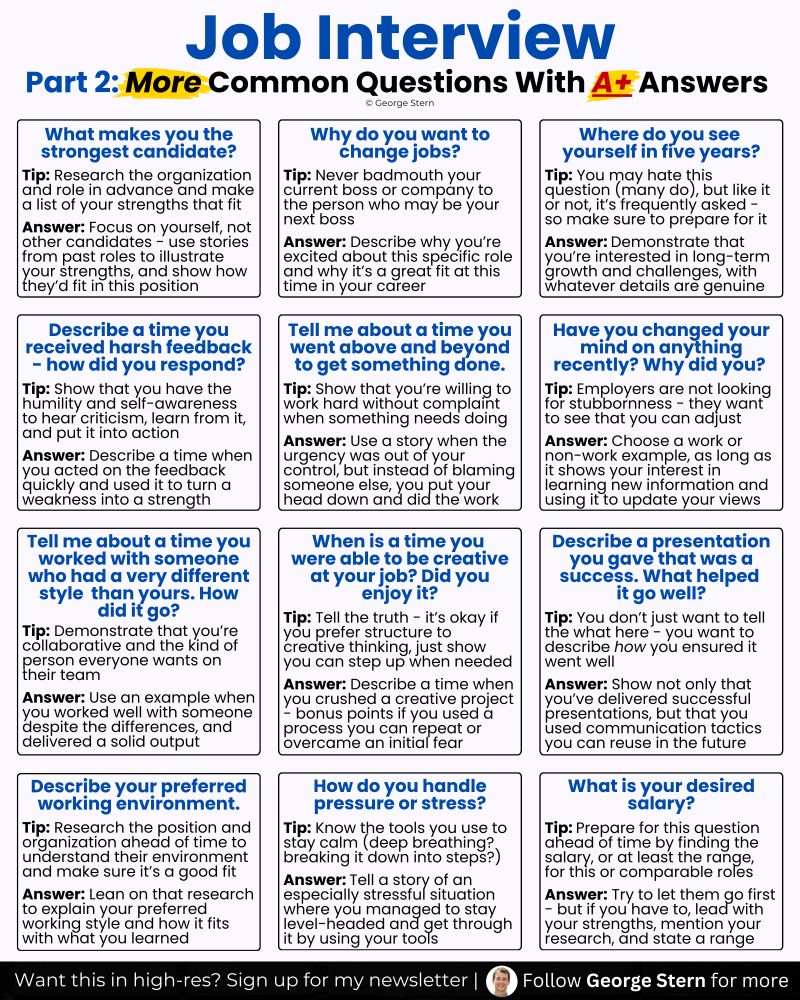 Job Interview
Part 2: More Common Questions With A+ Answers
© George Stern
What makes you the
strongest candidate?
Tip: Research the organization
and role in advance and make
a list of your strengths that fit
Answer: Focus on yourself, not
other candidates - use stories
from past roles to illustrate
your strengths, and show how
they'd fit in this position
Why do you want to
change jobs?
Tip: Never badmouth your
current boss or company to
the person who may be your
next boss
Answer: Describe why you're
excited about this specific role
and why it's a great fit at this
time in your career
Where do you see
yourself in five years?
Tip: You may hate this
question (many do), but like it
or not, it's frequently asked -
so make sure to prepare for it
Answer: Demonstrate that
you're interested in long-term
growth and challenges, with
whatever details are genuine
Describe a time you
received harsh feedback
- how did you respond?
Tip: Show that you have the
humility and self-awareness
to hear criticism, learn from it,
and put it into action
Answer: Describe a time when
you acted on the feedback
quickly and used it to turn a
weakness into a strength
Tell me about a time you
went above and beyond
to get something done.
Tip: Show that you're willing to
work hard without complaint
when something needs doing
Answer: Use a story when the
urgency was out of your
control, but instead of blaming
someone else, you put your
head down and did the work
Have you changed your
mind on anything
recently? Why did you?
Tip: Employers are not looking
for stubbornness - they want
to see that you can adjust
Answer: Choose a work or
non-work example, as long as
it shows your interest in
learning new information and
using it to update your views
Tell me about a time you
worked with someone
who had a very different
style than yours. How
did it go?
Tip: Demonstrate that you're
collaborative and the kind of
person everyone wants on
their team
Answer: Use an example when
you worked well with someone
despite the differences, and
delivered a solid output
When is a time you
were able to be creative
at your job? Did you
enjoy it?
Tip: Tell the truth - it's okay if
you prefer structure to
creative thinking, just show
you can step up when needed
Answer: Describe a time when
you crushed a creative project
- bonus points if you used a
process you can repeat or
overcame an initial fear
Describe a presentation
you gave that was a
success. What helped
it go well?
Tip: You don't just want to tell
the what here - you want to
describe how you ensured it
went well
Answer: Show not only that
you've delivered successful
presentations, but that you
used communication tactics
you can reuse in the future
Describe your preferred
working environment.
Tip: Research the position and
organization ahead of time to
understand their environment
and make sure it's a good fit
Answer: Lean on that research
to explain your preferred
working style and how it fits
with what you learned
How do you handle
pressure or stress?
Tip: Know the tools you use to
stay calm (deep breathing?
breaking it down into steps?)
Answer: Tell a story of an
especially stressful situation
where you managed to stay
level-headed and get through
it by using your tools
What is your desired
salary?
Tip: Prepare for this question
ahead of time by finding the
salary, or at least the range,
for this or comparable roles
Answer: Try to let them go first
- but if you have to, lead with
your strengths, mention your
research, and state a range
Want this in high-res? Sign up for my newsletter | Follow George Stern for more